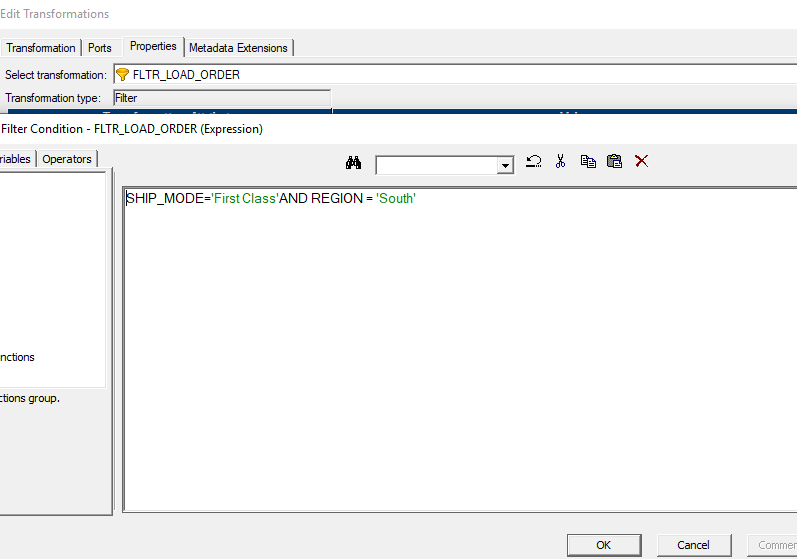 Edit Transformations
Transformation Ports Properties Metadata Extensions
Select transformation: FLTR_LOAD_ORDER
Transformation type: Filter
Filter Condition - FLTR_LOAD_ORDER (Expression)
riables Operators
SHIP_MODE='First Class'AND REGION = 'South'
nctions
ctions group.
OK Cancel Commen